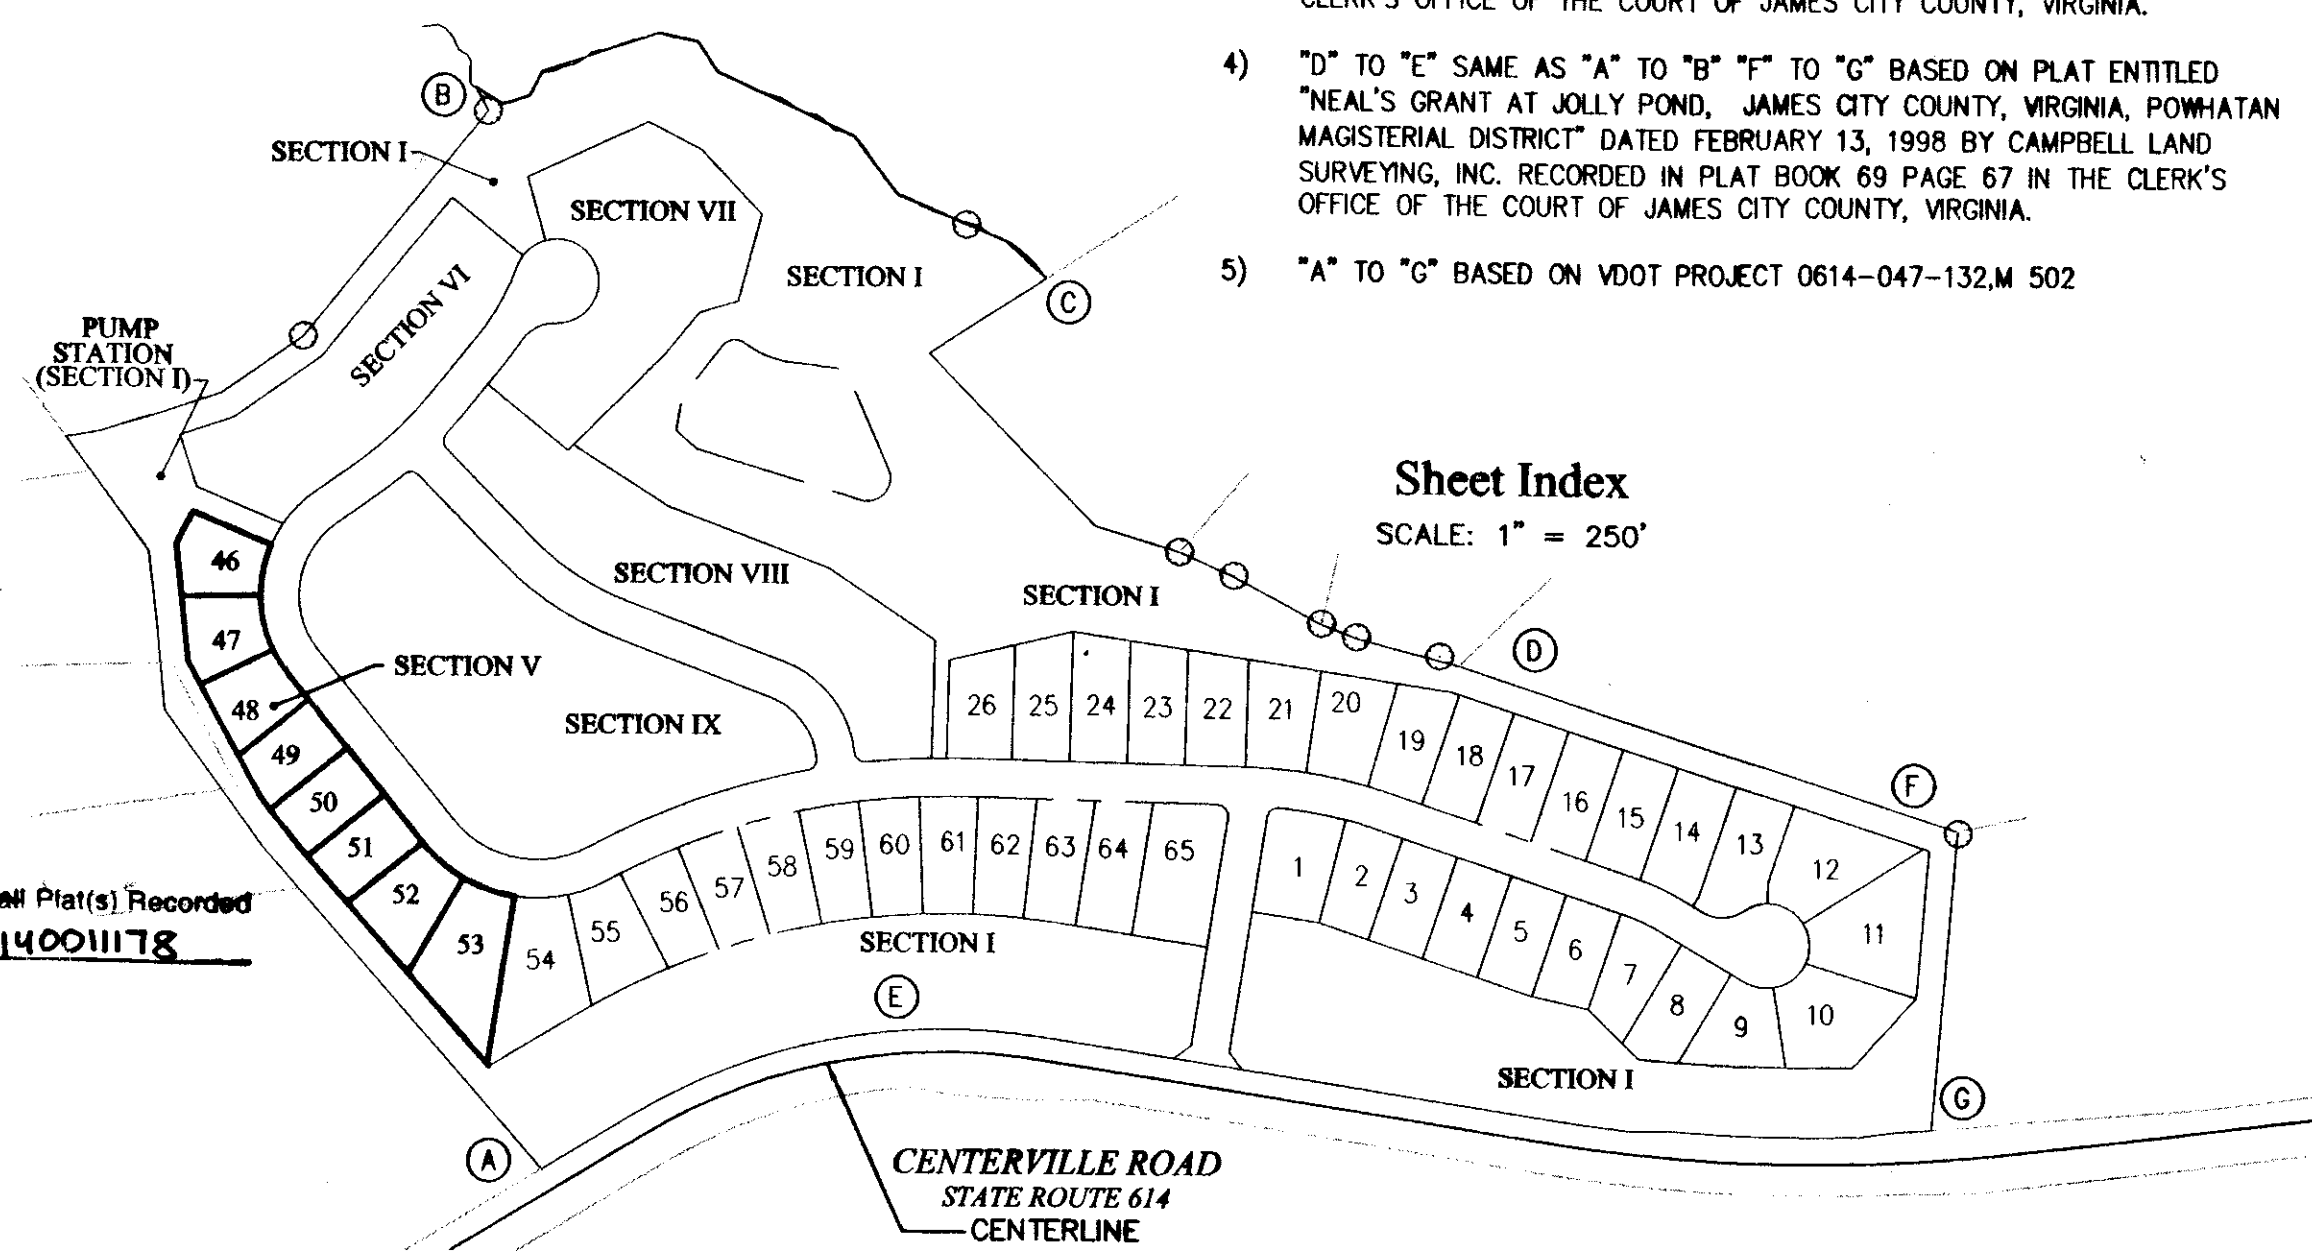 CLERK'S OFFICE OF THE COURT OF JAMES CITY COUNTY, VIRGINIA.
4) "D" TO "E" SAME AS "A" TO "B" "F" TO "G" BASED ON PLAT ENTITLED
"NEAL'S GRANT AT JOLLY POND, JAMES CITY COUNTY, VIRGINIA, POWHATAN
MAGISTERIAL DISTRICT" DATED FEBRUARY 13, 1998 BY CAMPBELL LAND
SURVEYING, INC. RECORDED IN PLAT BOOK 69 PAGE 67 IN THE CLERK'S
OFFICE OF THE COURT OF JAMES CITY COUNTY, VIRGINIA.
5) "A" TO "G" BASED ON VDOT PROJECT 0614-047-132,M 502
B
SECTION I
SECTION VII
SECTION I
C
SECTION VI
PUMP
STATION
(SECTION I)
Sheet Index
SCALE: 1" = 250'
46
47
48
49
50
51
52
53
SECTION V
SECTION VIII
SECTION IX
SECTION I
D
26 25 24 23 22 21 20 19 18 17 16 15 14 13 12 11 10
F
54 55 56 57 58 59 60 61 62 63 64 65
1 2 3 4 5 6 7 8 9
all Plat(s) Recorded
140011178
SECTION I
E
SECTION I
G
A
CENTERVILLE ROAD
STATE ROUTE 614
CENTERLINE